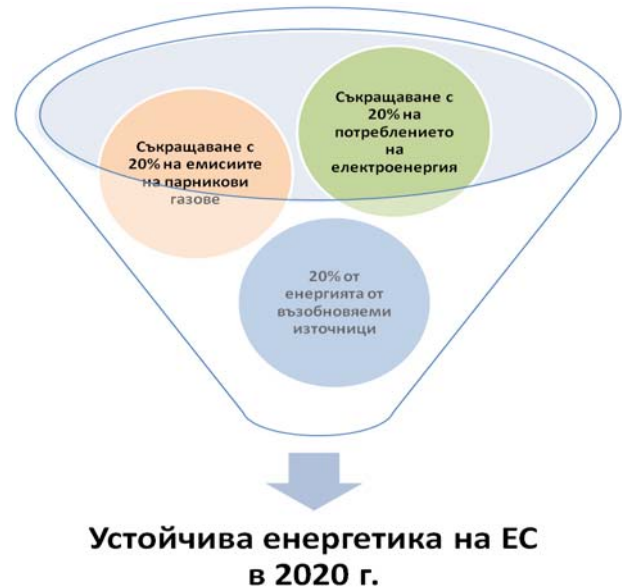 Съкращаване с
20% на емисиите
на парникови
газове
Съкращаване с
20% на
потреблението
на
електроенергия
20% от
енергията от
възобновяеми
източници
Устойчива енергетика на ЕС
в 2020 г.